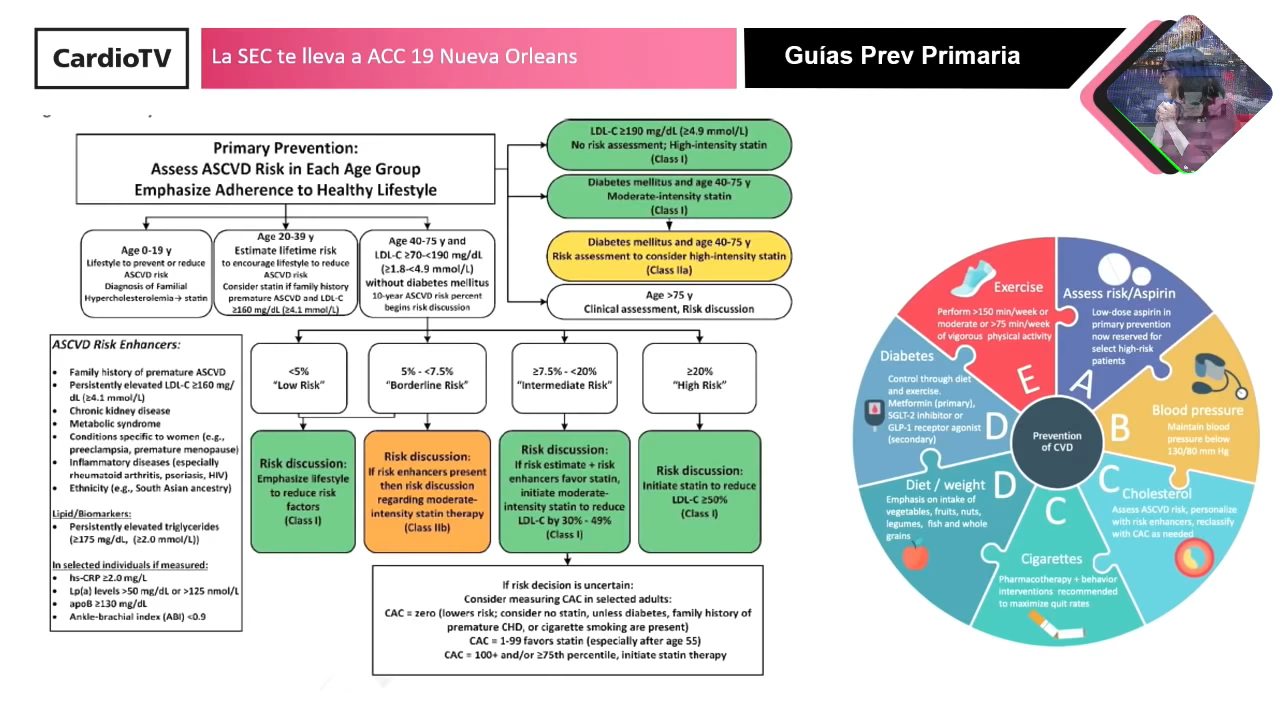 CardioTV
La SEC te lleva a ACC 19 Nueva Orleans
Guías Prev Primaria
Primary Prevention:
Assess ASCVD Risk in Each Age Group
Emphasize Adherence to Healthy Lifestyle
LDL-C ≥190 mg/dL (≥4.9 mmol/L)
No risk assessment; High-intensity statin
(Class I)
Diabetes mellitus and age 40-75 y
Moderate-intensity statin
(Class I)
Diabetes mellitus and age 40-75 y
Risk assessment to consider high-intensity statin
(Class IIa)
Age >75 y
Clinical assessment, Risk discussion
Age 0-19 y
Lifestyle to prevent or reduce
ASCVD risk
Diagnosis of Familial
Hypercholesterolemia→ statin
Age 20-39 y
Estimate lifetime risk
to encourage lifestyle to reduce
ASCVD risk
Consider statin if family history
premature ASCVD and LDL-C
≥160 mg/dL (≥4.1 mmol/L)
Age 40-75 y and
LDL-C ≥70-<190 mg/dL
(≥1.8-<4.9 mmol/L)
without diabetes mellitus
10-year ASCVD risk percent
begins risk discussion
ASCVD Risk Enhancers:
• Family history of premature ASCVD
• Persistently elevated LDL-C ≥160 mg/
dL (≥4.1 mmol/L)
• Chronic kidney disease
• Metabolic syndrome
• Conditions specific to women (e.g.,
preeclampsia, premature menopause)
• Inflammatory diseases (especially
rheumatoid arthritis, psoriasis, HIV)
• Ethnicity (e.g., South Asian ancestry)
Lipid/Biomarkers:
• Persistently elevated triglycerides
(≥175 mg/dL, (≥2.0 mmol/L))
In selected individuals if measured:
• hs-CRP ≥2.0 mg/L
• Lp(a) levels >50 mg/dL or >125 nmol/L
• apoB ≥130 mg/dL
• Ankle-brachial index (ABI) <0.9
<5%
“Low Risk”
5% - <7.5%
“Borderline Risk”
≥7.5% - <20%
“Intermediate Risk”
≥20%
“High Risk”
Risk discussion:
Emphasize lifestyle
to reduce risk
factors
(Class I)
Risk discussion:
If risk enhancers present
then risk discussion
regarding moderate-
intensity statin therapy
(Class IIb)
Risk discussion:
If risk estimate + risk
enhancers favor statin,
initiate moderate-
intensity statin to reduce
LDL-C by 30% - 49%
(Class I)
Risk discussion:
Initiate statin to reduce
LDL-C ≥50%
(Class I)
If risk decision is uncertain:
Consider measuring CAC in selected adults:
CAC = zero (lowers risk; consider no statin, unless diabetes, family history of
premature CHD, or cigarette smoking are present)
CAC = 1-99 favors statin (especially after age 55)
CAC = 100+ and/or ≥75th percentile, initiate statin therapy
Prevention
of CVD
A
Assess risk/Aspirin
Low-dose aspirin in
primary prevention
now reserved for
select high-risk
patients
B
Blood pressure
Maintain blood
pressure below
130/80 mm Hg
C
Cholesterol
Assess ASCVD risk, personalize
with risk enhancers, reclassify
with CAC as needed
C
Cigarettes
Pharmacotherapy + behavior
interventions recommended
to maximize quit rates
D
Diet / weight
Emphasis on intake of
vegetables, fruits, nuts,
legumes, fish and whole
grains
D
Diabetes
Control through diet
and exercise.
Metformin (primary),
SGLT-2 inhibitor or
GLP-1 receptor agonist
(secondary)
E
Exercise
Perform >150 min/week or
moderate or >75 min/week
of vigorous physical activity